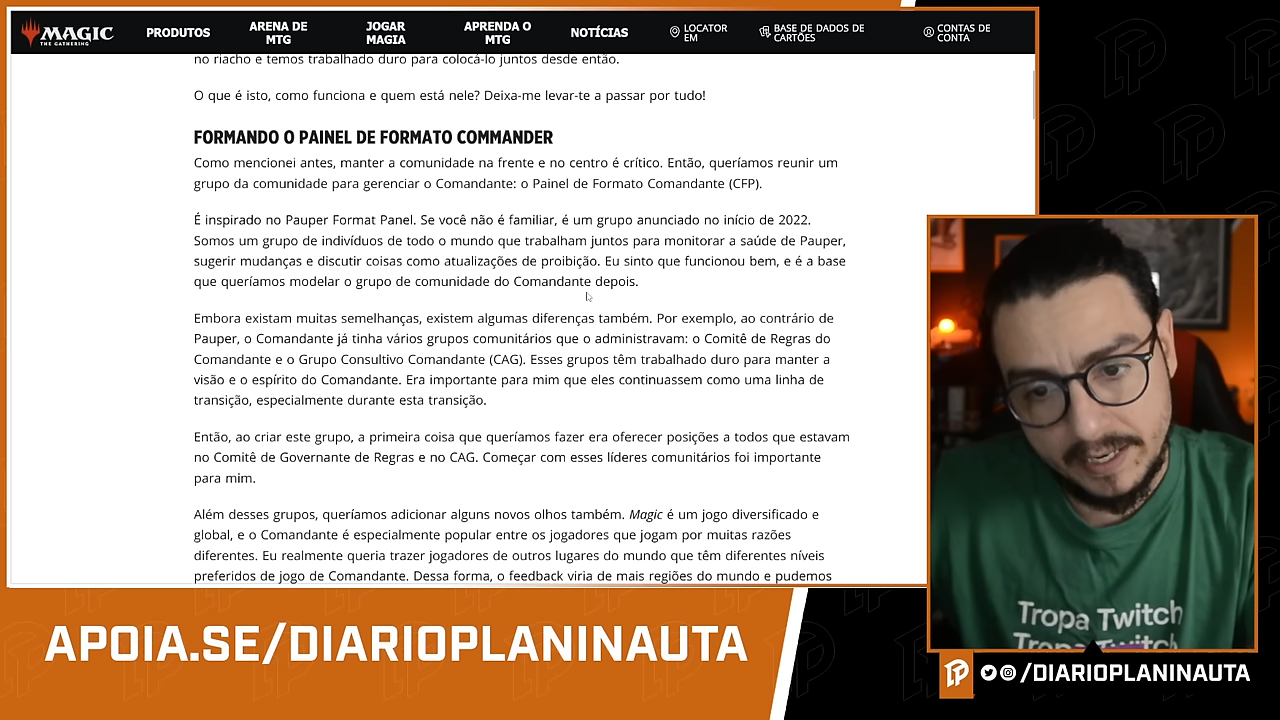 MAGIC
THE GATHERING
PRODUTOS
ARENA DE
MTG
JOGAR
MAGIA
APRENDA O
MTG
NOTÍCIAS
LOCATOR
EM
BASE DE DADOS DE
CARTÕES
CONTAS DE
CONTA
no riacho e temos trabalhado duro para colocá-lo juntos desde então.
O que é isto, como funciona e quem está nele? Deixa-me levar-te a passar por tudo!
FORMANDO O PAINEL DE FORMATO COMMANDER
Como mencionei antes, manter a comunidade na frente e no centro é crítico. Então, queríamos reunir um
grupo da comunidade para gerenciar o Comandante: o Painel de Formato Comandante (CFP).
É inspirado no Pauper Format Panel. Se você não é familiar, é um grupo anunciado no início de 2022.
Somos um grupo de indivíduos de todo o mundo que trabalham juntos para monitorar a saúde de Pauper,
sugerir mudanças e discutir coisas como atualizações de proibição. Eu sinto que funcionou bem, e é a base
que queríamos modelar o grupo de comunidade do Comandante depois.
Embora existam muitas semelhanças, existem algumas diferenças também. Por exemplo, ao contrário de
Pauper, o Comandante já tinha vários grupos comunitários que o administravam: o Comitê de Regras do
Comandante e o Grupo Consultivo Comandante (CAG). Esses grupos têm trabalhado duro para manter a
visão e o espírito do Comandante. Era importante para mim que eles continuassem como uma linha de
transição, especialmente durante esta transição.
Então, ao criar este grupo, a primeira coisa que queríamos fazer era oferecer posições a todos que estavam
no Comitê de Governante de Regras e no CAG. Começar com esses líderes comunitários foi importante
para mim.
Além desses grupos, queríamos adicionar alguns novos olhos também. Magic é um jogo diversificado e
global, e o Comandante é especialmente popular entre os jogadores que jogam por muitas razões
diferentes. Eu realmente queria trazer jogadores de outros lugares do mundo que têm diferentes níveis
preferidos de jogo de Comandante. Dessa forma, o feedback viria de mais regiões do mundo e pudemos
Tropa Twitch
Tropa Twitch
APOIA.SE/DIARIOPLANINAUTA
/DIARIOPLANINAUTA